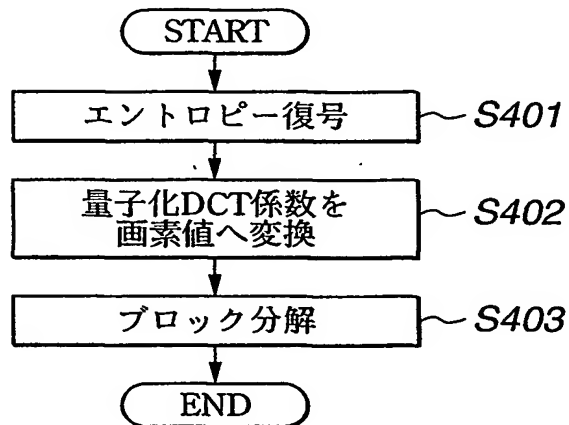 START
エントロピー復号
S401
量子化DCT係数を
画素値へ変換
S402
ブロック分解
S403
END